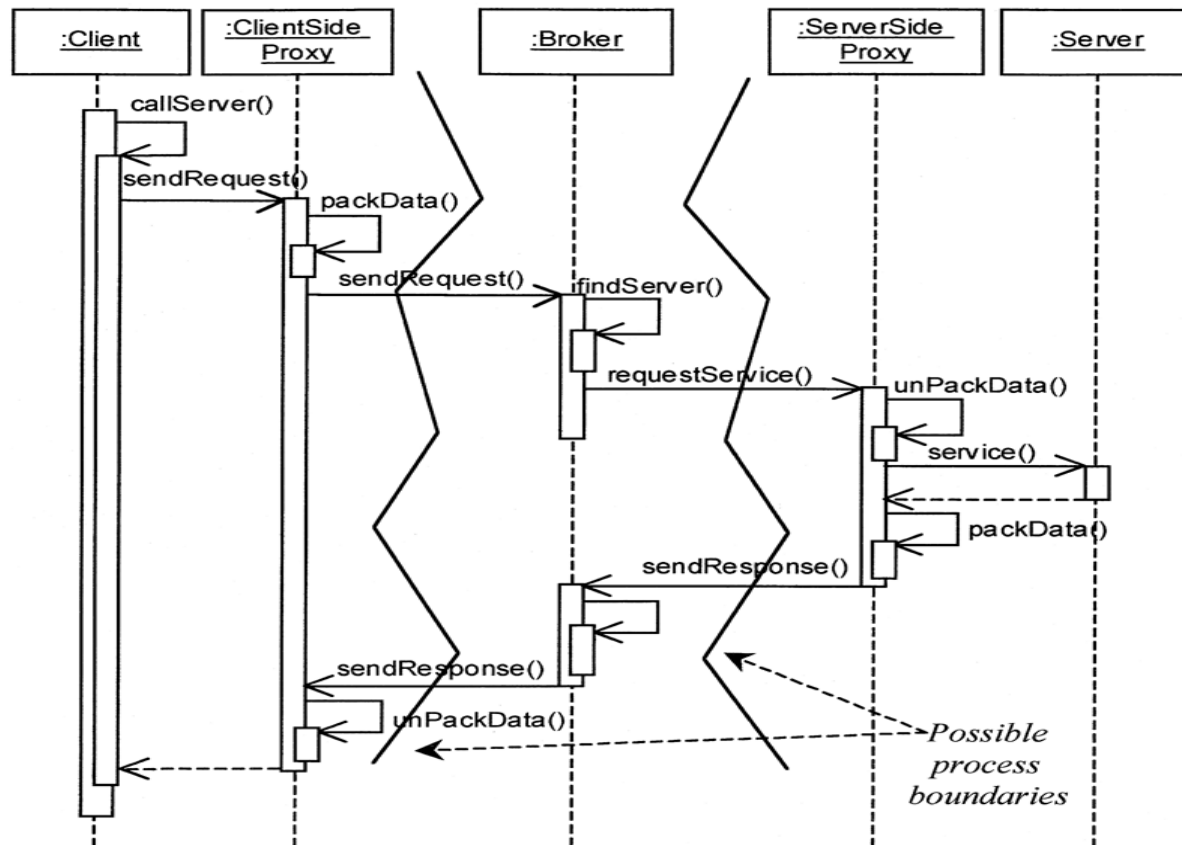 :Client
:ClientSide
Proxy
:Broker
:ServerSide
Proxy
:Server
callServer()
sendRequest()
packData()
sendRequest()
ifindServer()
requestService()
unPackData()
service()
packData()
sendResponse()
sendResponse()
unPackData()
Possible
process
boundaries